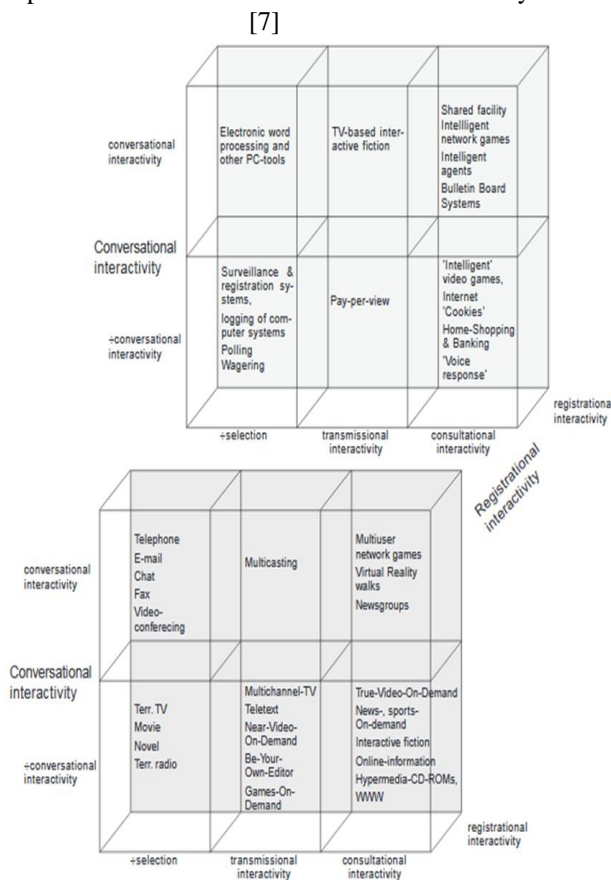 [7]
conversational
interactivity
Electronic word
processing and
other PC-tools
TV-based inter-
active fiction
Shared facility
Intellligent
network games
Intelligent
agents
Bulletin Board
Systems
Conversational
interactivity
÷conversational
interactivity
Surveillance &
registration sy-
stems,
logging of com-
puter systems
Polling
Wagering
Pay-per-view
'Intelligent'
video games,
Internet
'Cookies'
Home-Shopping
& Banking
'Voice
response'
registrational
interactivity
÷selection
transmissional
interactivity
consultational
interactivity
Registrational
interactivity
conversational
interactivity
Telephone
E-mail
Chat
Fax
Video-
conferecing
Multicasting
Multiuser
network games
Virtual Reality
walks
Newsgroups
Conversational
interactivity
÷conversational
interactivity
Terr. TV
Movie
Novel
Terr. radio
Multichannel-TV
Teletext
Near-Video-
On-Demand
Be-Your-
Own-Editor
Games-On-
Demand
True-Video-On-Demand
News-, sports-
On-demand
Interactive fiction
Online-information
Hypermedia-CD-ROMs,
WWW
registrational
interactivity
÷selection
transmissional
interactivity
consultational
interactivity